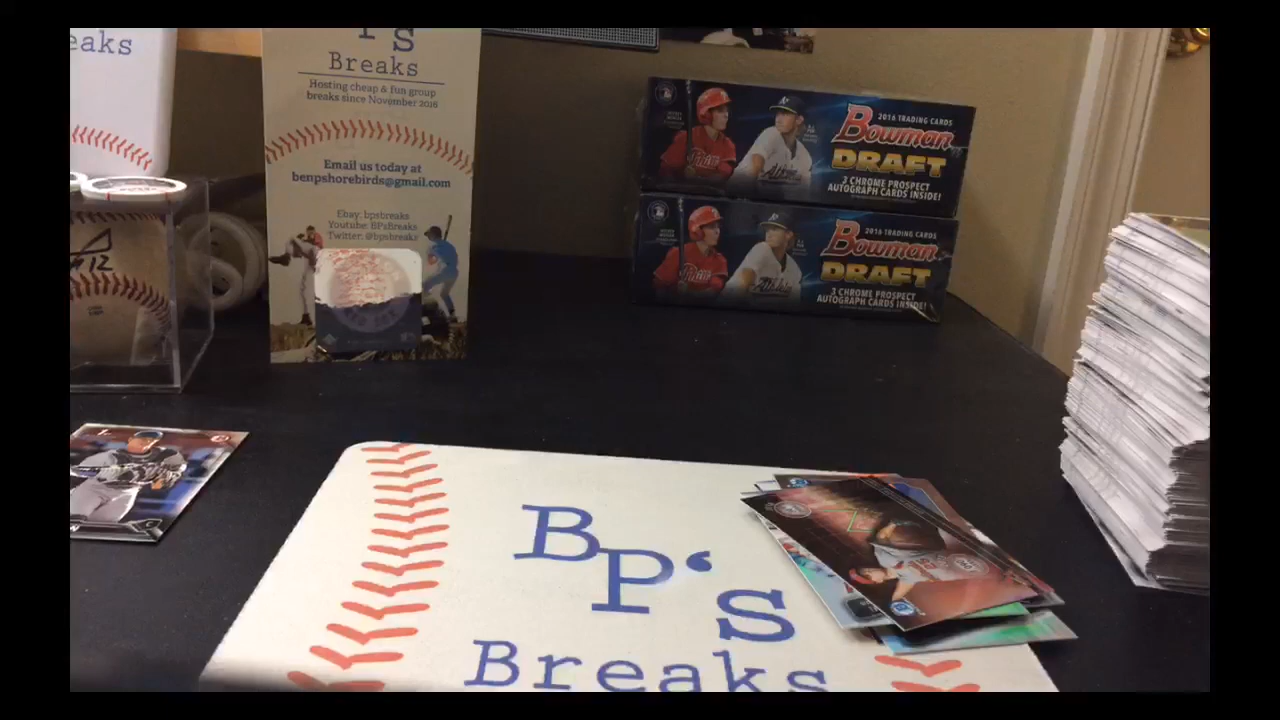 eaks
BP's
Breaks
Hosting cheap & fun group
breaks since November 2016
Email us today at
benpshorebirds@gmail.com
Ebay: bpsbreaks
Youtube: BPsBreaks
Twitter: @bpsbreaks
12
2016 TRADING CARDS
Bowman
DRAFT
3 CHROME PROSPECT
AUTOGRAPH CARDS INSIDE!
2016 TRADING CARDS
Bowman
DRAFT
3 CHROME PROSPECT
AUTOGRAPH CARDS INSIDE!
BP's
Breaks